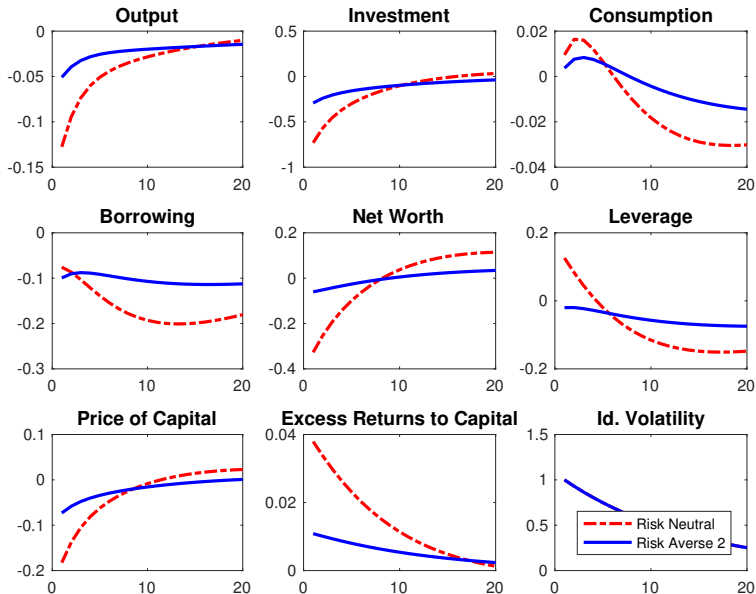 Output
0
-0.05
-0.1
-0.15
0 10 20
Investment
0.5
0
-0.5
-1
0 10 20
Consumption
0.02
0
-0.02
-0.04
0 10 20
Borrowing
0
-0.1
-0.2
-0.3
0 10 20
Net Worth
0.2
0
-0.2
-0.4
0 10 20
Leverage
0.2
0
-0.2
0 10 20
Price of Capital
0.1
0
-0.1
-0.2
0 10 20
Excess Returns to Capital
0.04
0.02
0
0 10 20
Id. Volatility
1.5
1
0.5
0
0 10 20
Risk Neutral
Risk Averse 2